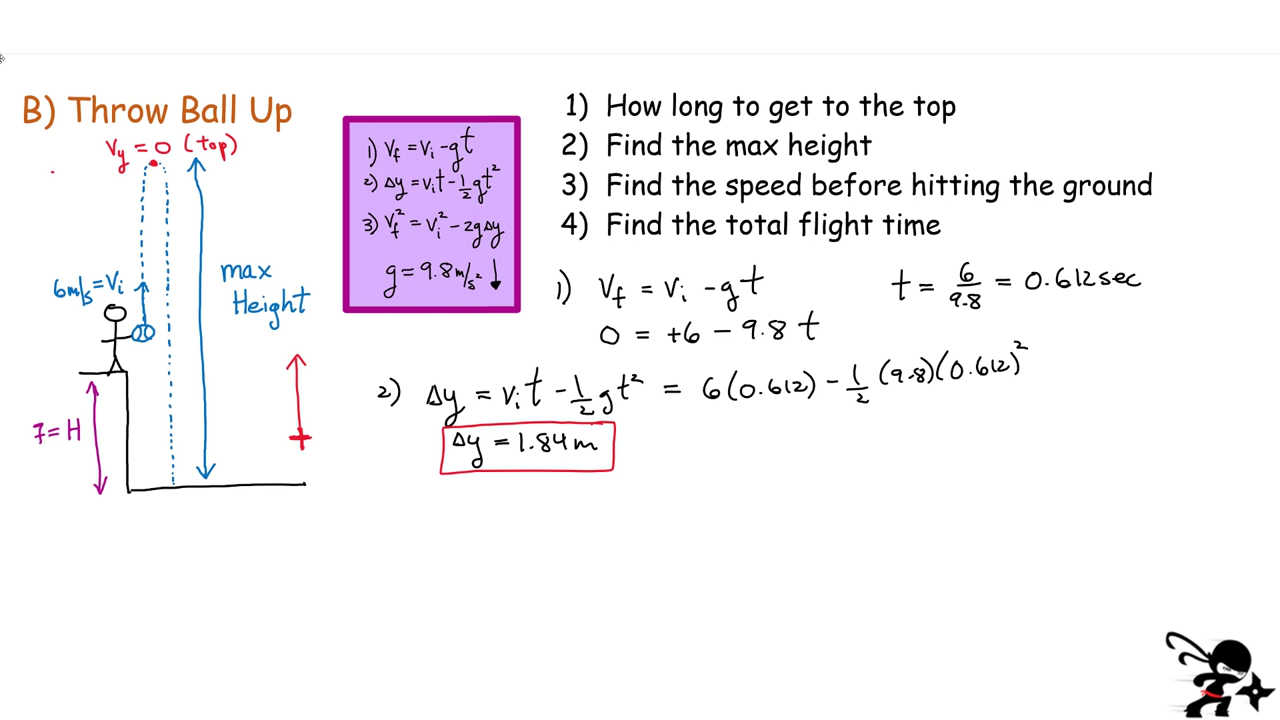 B) Throw Ball Up
Vy = 0 (top)
6m/s = Vi
max
Height
7 = H
1) Vf = Vi - gt
2) Δy = Vit - 1/2 gt²
3) Vf² = Vi² - 2gΔy
g = 9.8 m/s² ↓
1) How long to get to the top
2) Find the max height
3) Find the speed before hitting the ground
4) Find the total flight time
1) Vf = Vi - gt
t = 6/9.8 = 0.612 sec
0 = +6 - 9.8 t
2) Δy = Vit - 1/2 gt² = 6(0.612) - 1/2 (9.8)(0.612)²
Δy = 1.84m
+